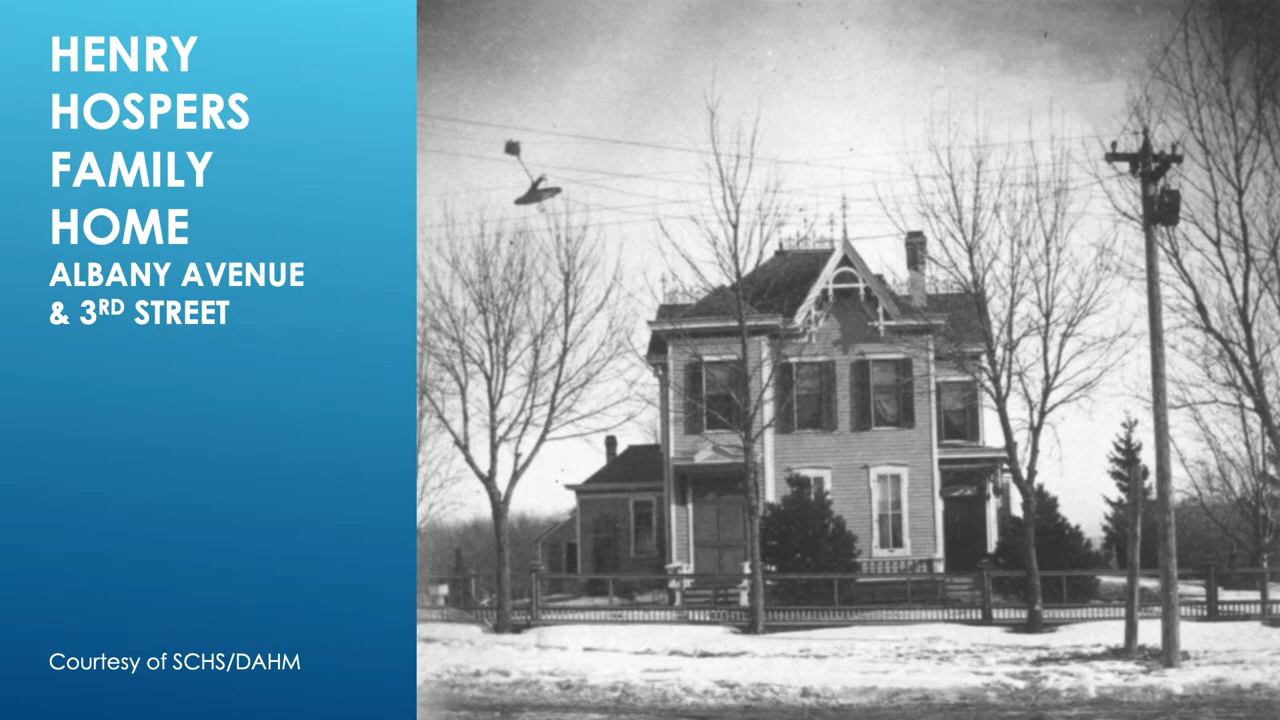 HENRY
HOSPERS
FAMILY
HOME
ALBANY AVENUE
& 3RD STREET
Courtesy of SCHS/DAHM